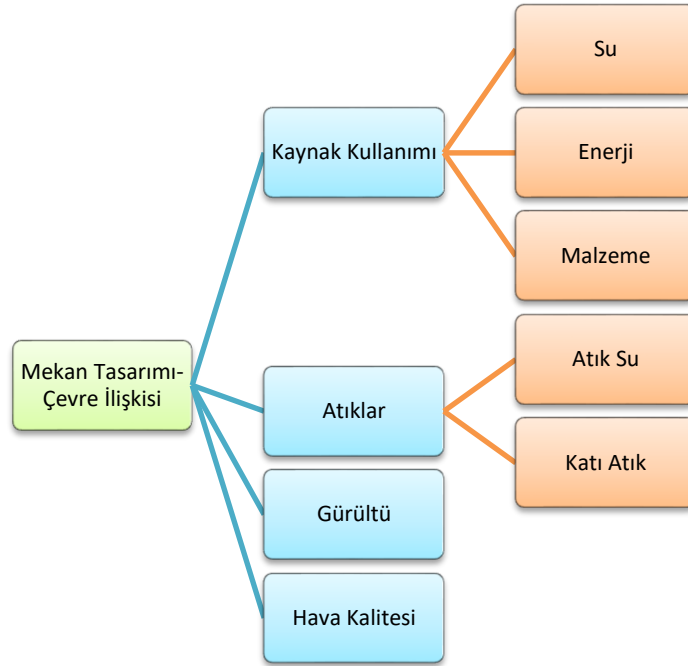 Mekan Tasarımı-
Çevre İlişkisi
Kaynak Kullanımı
Su
Enerji
Malzeme
Atıklar
Atık Su
Katı Atık
Gürültü
Hava Kalitesi